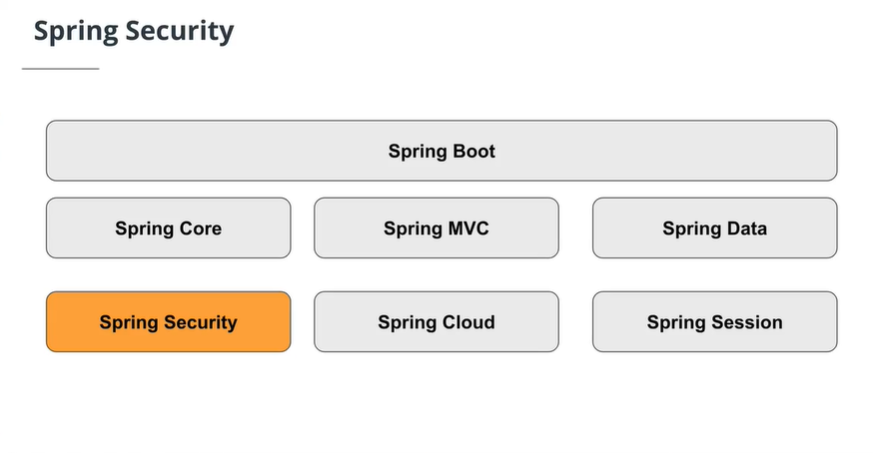 Spring Security
Spring Boot
Spring Core
Spring MVC
Spring Data
Spring Security
Spring Cloud
Spring Session